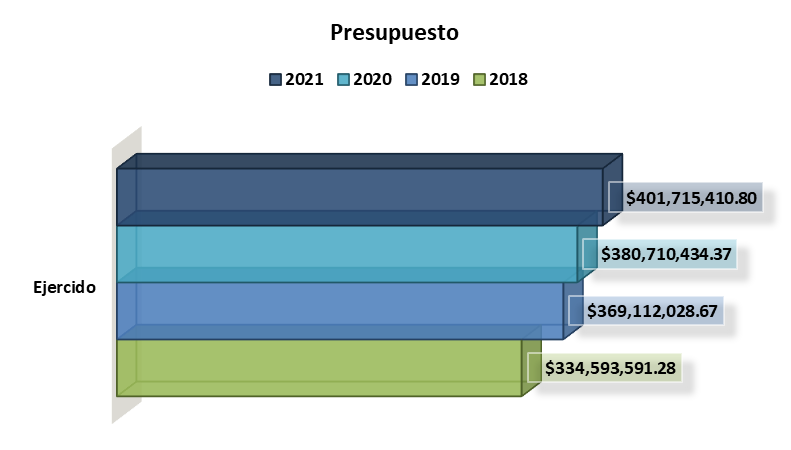 Presupuesto
2021 2020 2019 2018
$401,715,410.80
$380,710,434.37
Ejercido
$369,112,028.67
$334,593,591.28